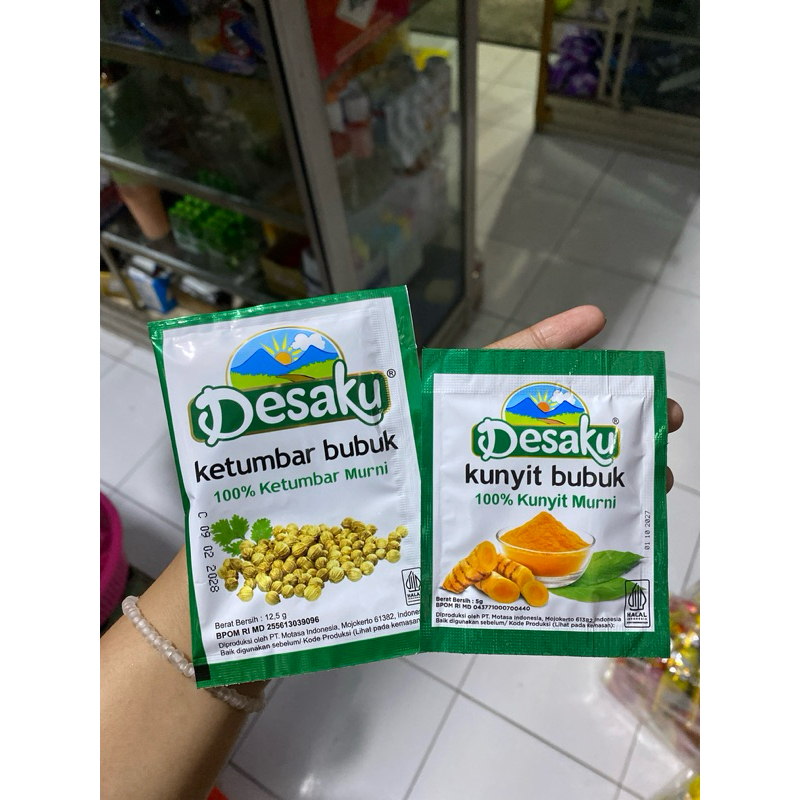 Desaku®
ketumbar bubuk
100% Ketumbar Murni
C 09 02 2028
Berat Bersih : 12,5 g
BPOM RI MD 255613039096
Diproduksi oleh PT. Motasa Indonesia, Mojokerto 61382,
Baik digunakan sebelum/ Kode Produksi (Lihat pada kemasan)
HALAL
Desaku®
kunyit bubuk
100% Kunyit Murni
01 10 2027
Berat Bersih : 5g
BPOM RI MD 043771000700440
Diproduksi oleh PT. Motasa Indonesia, Mojokerto 61382, Indonesia
Baik digunakan sebelum/ Kode Produksi (Lihat pada kemasan):
HALAL
INDONESIA